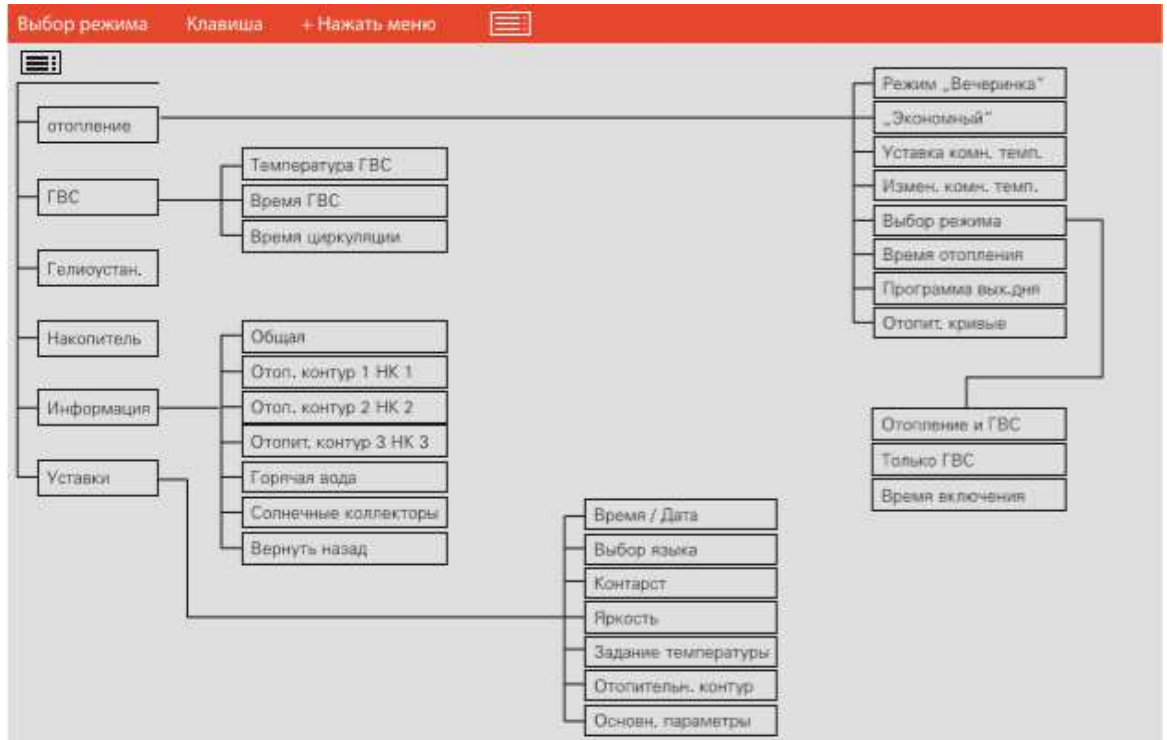 Выбор режима Клавиша + Нажать меню
отопление
ГВС
Гелиоустан.
Накопитель
Информация
Уставки
Температура ГВС
Время ГВС
Время циркуляции
Общая
Отоп. контур 1 НК 1
Отоп. контур 2 НК 2
Отопит. контур 3 НК 3
Горячая вода
Солнечные коллекторы
Вернуть назад
Время / Дата
Выбор языка
Контарст
Яркость
Задание температуры
Отопительн. контур
Основн. параметры
Режим „Вечеринка"
„Экономный"
Уставка комн. темп.
Измен. комн. темп.
Выбор режима
Время отопления
Программа вых.дня
Отопит. кривые
Отопление и ГВС
Только ГВС
Время включения